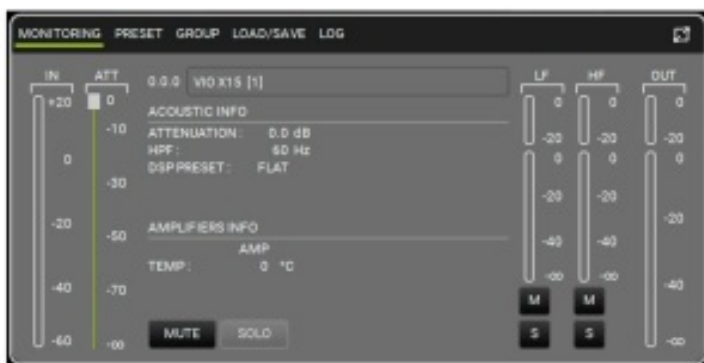 MONITORING PRESET GROUP LOAD/SAVE LOG
IN ATT 0.0.0 VIO X15 [1] LF HF OUT
+20 0 0 0 0
ACOUSTIC INFO
-10 ATTENUATION: 0.0 dB -20 -20 -20
HPF: 60 Hz
0 DSP PRESET: FLAT 0 0 0
-30 -20 -20
-20 -50 AMPLIFIERS INFO -20
AMP -40 -40
TEMP: 0 °C
-40 -70 -∞ -∞ -40
M M
-60 -∞ MUTE SOLO S S -∞